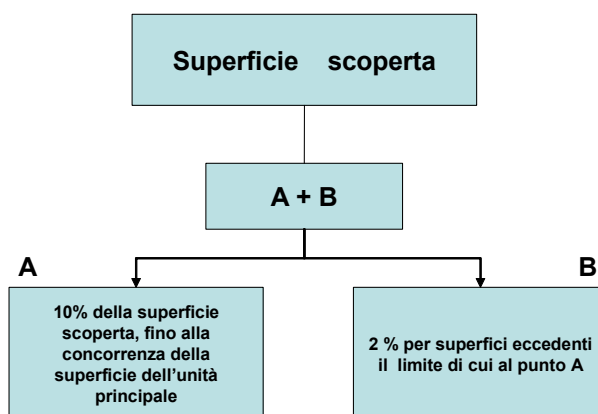 Superficie scoperta
A + B
A
B
10% della superficie
scoperta, fino alla
concorrenza della
superficie dell'unità
principale
2 % per superfici eccedenti
il limite di cui al punto A